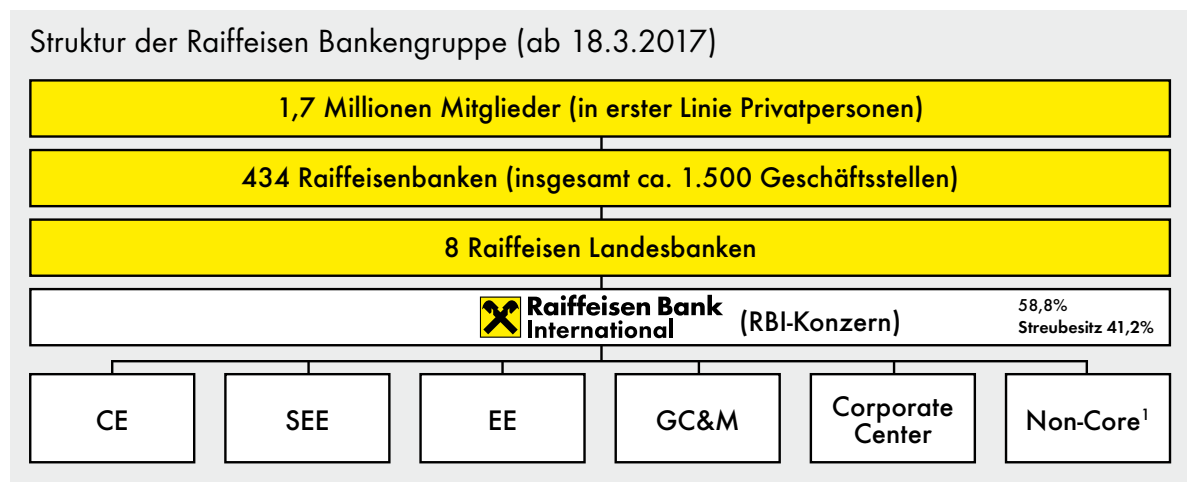 Struktur der Raiffeisen Bankengruppe (ab 18.3.2017)
1,7 Millionen Mitglieder (in erster Linie Privatpersonen)
434 Raiffeisenbanken (insgesamt ca. 1.500 Geschäftsstellen)
8 Raiffeisen Landesbanken
Raiffeisen Bank
International
(RBI-Konzern)
58,8%
Streubesitz 41,2%
CE
SEE
EE
GC&M
Corporate
Center
Non-Core¹